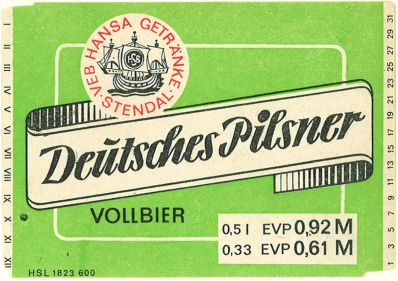 VEB HANSA GETRÄNKE · STENDAL ·
Deutsches Pilsner
VOLLBIER
0,5 l EVP 0,92 M
0,33 EVP 0,61 M
HSL 1823 600
I II III IV V VI VII VIII IX X XI XII
1 3 5 7 9 11 13 15 17 19 21 23 25 27 29 31